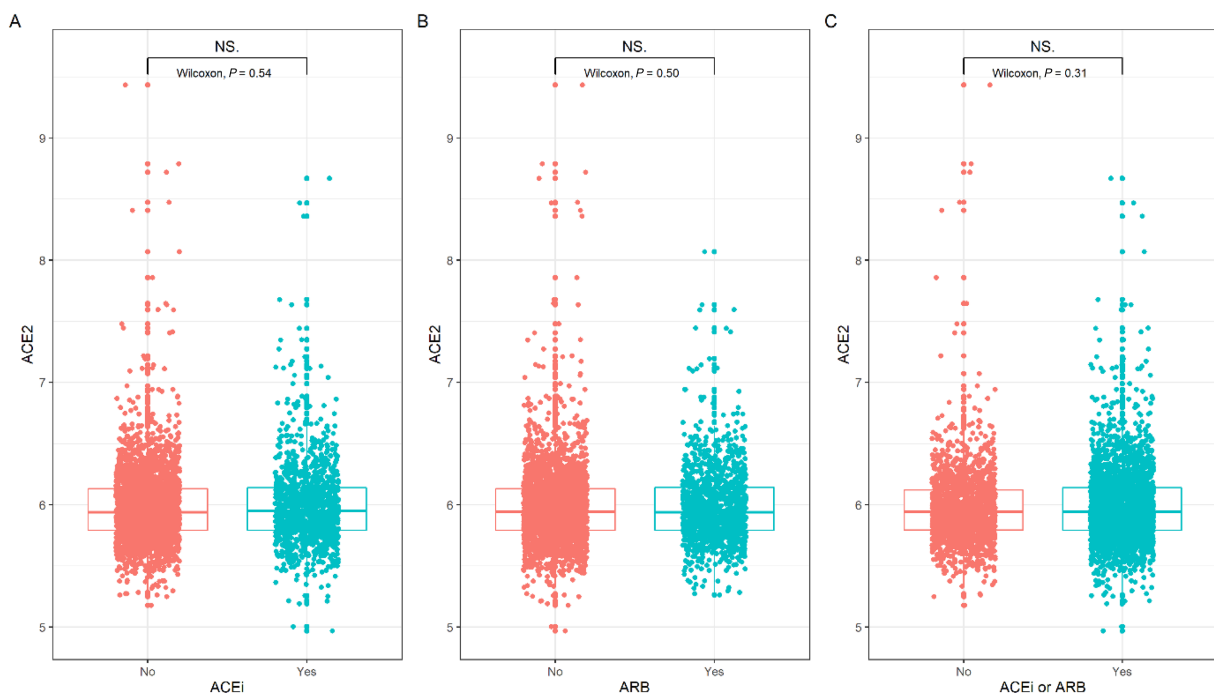 A
NS.
Wilcoxon, P = 0.54
ACE2
9
8
7
6
5
No
Yes
ACEi
B
NS.
Wilcoxon, P = 0.50
ACE2
9
8
7
6
5
No
Yes
ARB
C
NS.
Wilcoxon, P = 0.31
ACE2
9
8
7
6
5
No
Yes
ACEi or ARB